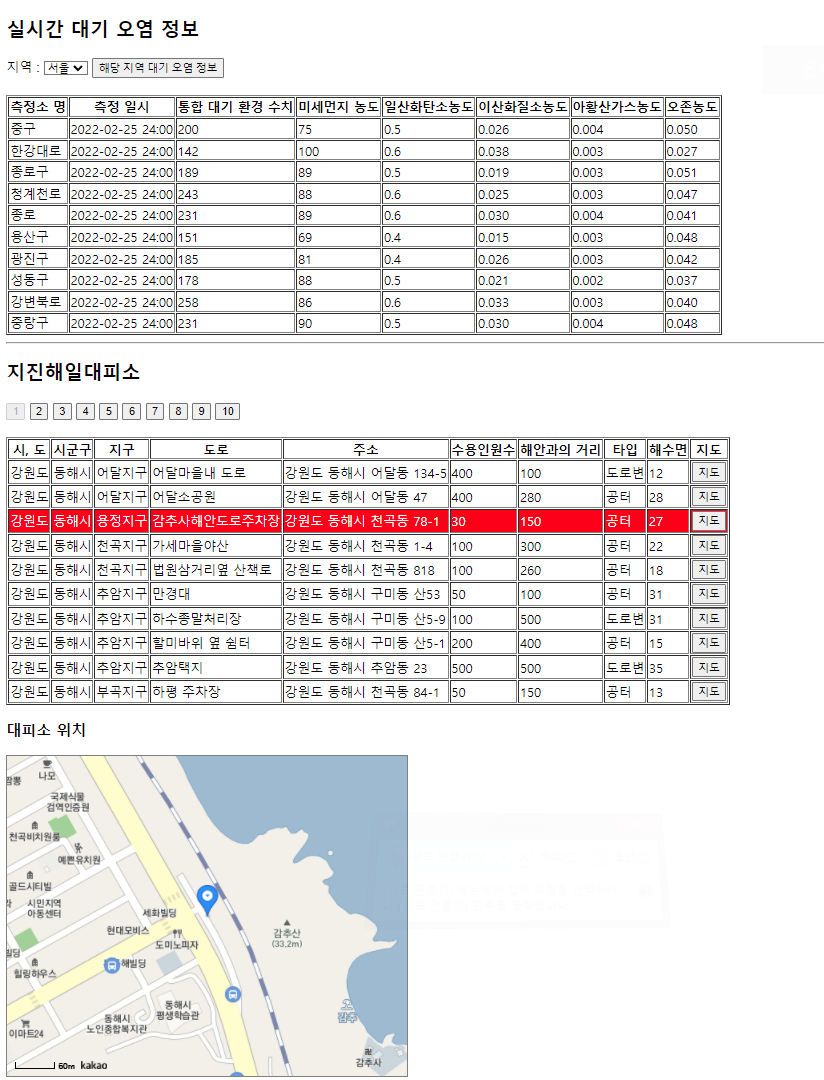 실시간 대기 오염 정보
지역 : 서울 해당 지역 대기 오염 정보
측정소 명 측정 일시 통합 대기 환경 수치 미세먼지 농도 일산화탄소농도 이산화질소농도 아황산가스농도 오존농도
중구 2022-02-25 24:00 200 75 0.5 0.026 0.004 0.050
한강대로 2022-02-25 24:00 142 100 0.6 0.038 0.003 0.027
종로구 2022-02-25 24:00 189 89 0.5 0.019 0.003 0.051
청계천로 2022-02-25 24:00 243 88 0.6 0.025 0.003 0.047
종로 2022-02-25 24:00 231 89 0.6 0.030 0.004 0.041
용산구 2022-02-25 24:00 151 69 0.4 0.015 0.003 0.048
광진구 2022-02-25 24:00 185 81 0.4 0.026 0.003 0.042
성동구 2022-02-25 24:00 178 88 0.5 0.021 0.002 0.037
강변북로 2022-02-25 24:00 258 86 0.6 0.033 0.003 0.040
중랑구 2022-02-25 24:00 231 90 0.5 0.030 0.004 0.048
지진해일대피소
1 2 3 4 5 6 7 8 9 10
시, 도 시군구 지구 도로 주소 수용인원수 해안과의 거리 타입 해수면 지도
강원도 동해시 어달지구 어달마을내 도로 강원도 동해시 어달동 134-5 400 100 도로변 12 지도
강원도 동해시 어달지구 어달소공원 강원도 동해시 어달동 47 400 280 공터 28 지도
강원도 동해시 용정지구 감추사해안도로주차장 강원도 동해시 천곡동 78-1 30 150 공터 27 지도
강원도 동해시 천곡지구 가세마을야산 강원도 동해시 천곡동 1-4 100 300 공터 22 지도
강원도 동해시 천곡지구 법원삼거리옆 산책로 강원도 동해시 천곡동 818 100 260 공터 18 지도
강원도 동해시 추암지구 만경대 강원도 동해시 구미동 산53 50 100 공터 31 지도
강원도 동해시 추암지구 하수종말처리장 강원도 동해시 구미동 산5-9 100 500 도로변 31 지도
강원도 동해시 추암지구 할미바위 옆 쉼터 강원도 동해시 구미동 산5-1 200 400 공터 15 지도
강원도 동해시 추암지구 추암택지 강원도 동해시 추암동 23 500 500 도로변 35 지도
강원도 동해시 부곡지구 하평 주차장 강원도 동해시 천곡동 84-1 50 150 공터 13 지도
대피소 위치
나모
짬뽕
국제식물
검역인증원
천곡비치원룸
예쁜유치원
골드시티빌
시민지역
아동센터
세화빌딩
현대모비스
도미노피자
감추산
(33.2m)
빌딩
해빌딩
힐링하우스
동해시
노인종합복지관
동해시
평생학습관
이마트24
감추사
60m kakao